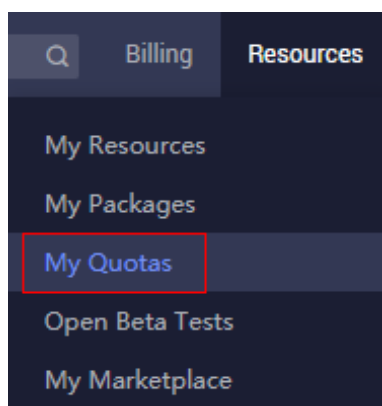 Billing Resources
My Resources
My Packages
My Quotas
Open Beta Tests
My Marketplace